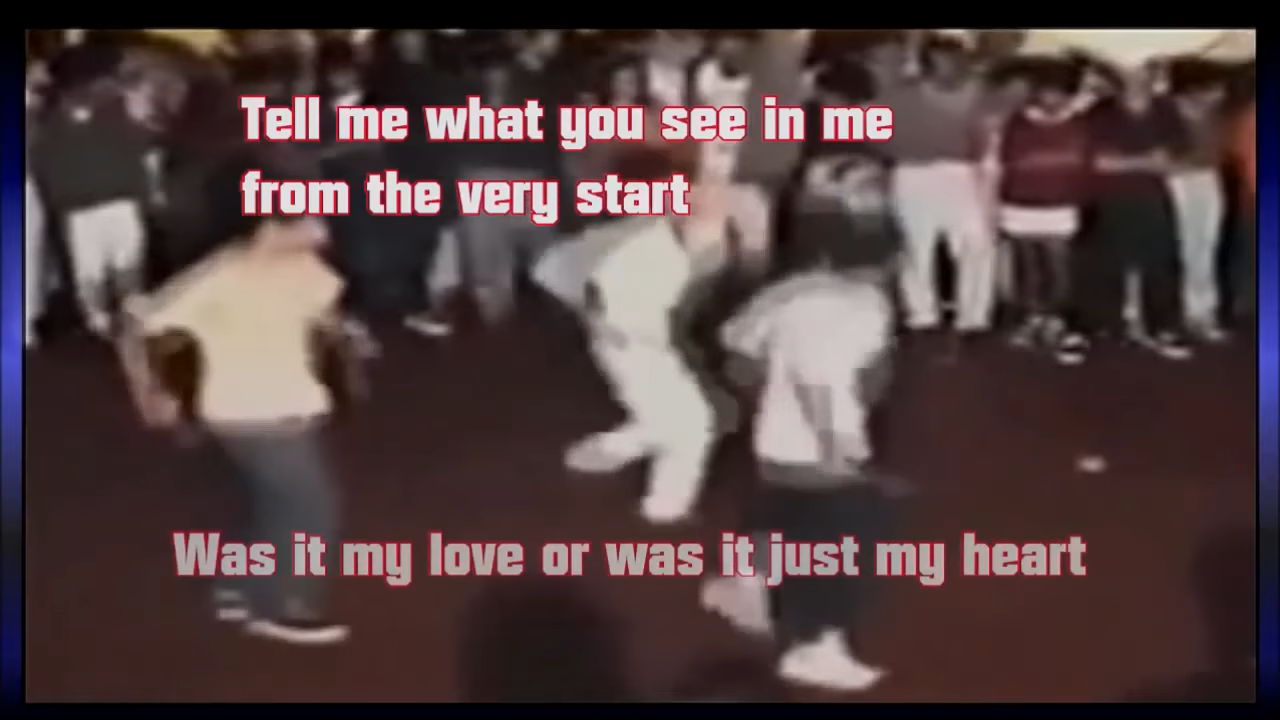 Tell me what you see in me
from the very start
Was it my love or was it just my heart